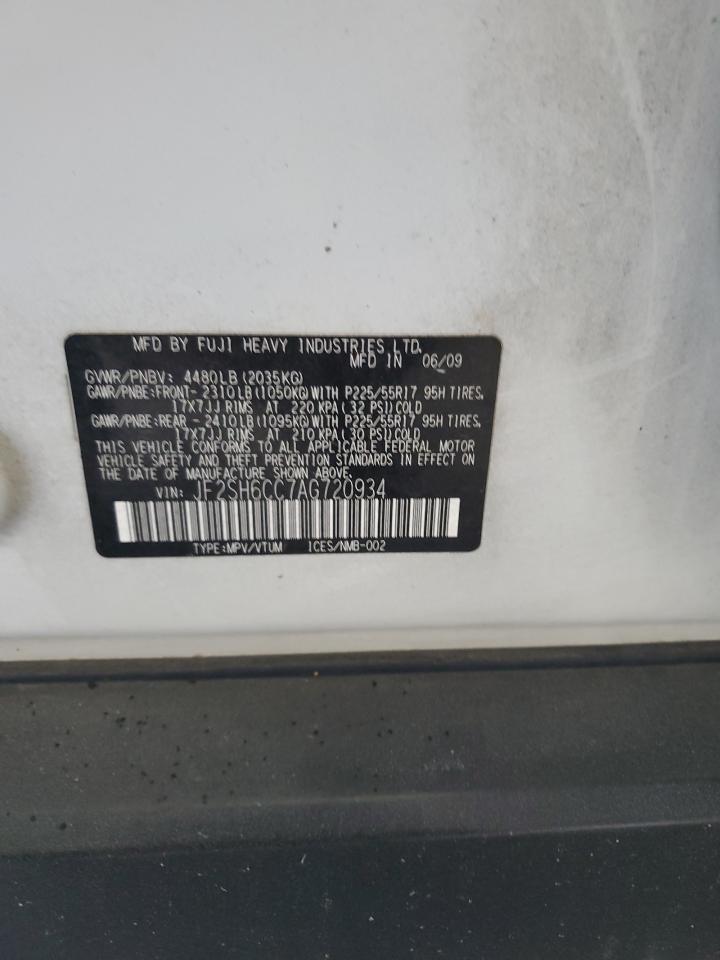 MFD BY FUJI HEAVY INDUSTRIES LTD.
MFD IN 06/09
GVWR/PNBV: 4480LB (2035KG)
GAWR/PNBE:FRONT- 2310LB (1050KG) WITH P225/55R17 95H TIRES,
17X7JJ RIMS AT 220 KPA ( 32 PSI) COLD
GAWR/PNBE:REAR - 2410LB (1095KG) WITH P225/55R17 95H TIRES,
17X7JJ RIMS AT 210 KPA (30 PSI) COLD
THIS VEHICLE CONFORMS TO ALL APPLICABLE FEDERAL MOTOR
VEHICLE SAFETY AND THEFT PREVENTION STANDARDS IN EFFECT ON
THE DATE OF MANUFACTURE SHOWN ABOVE.
VIN: JF2SH6CC7AG720934
TYPE:MPV/VTUM ICES/NMB-002